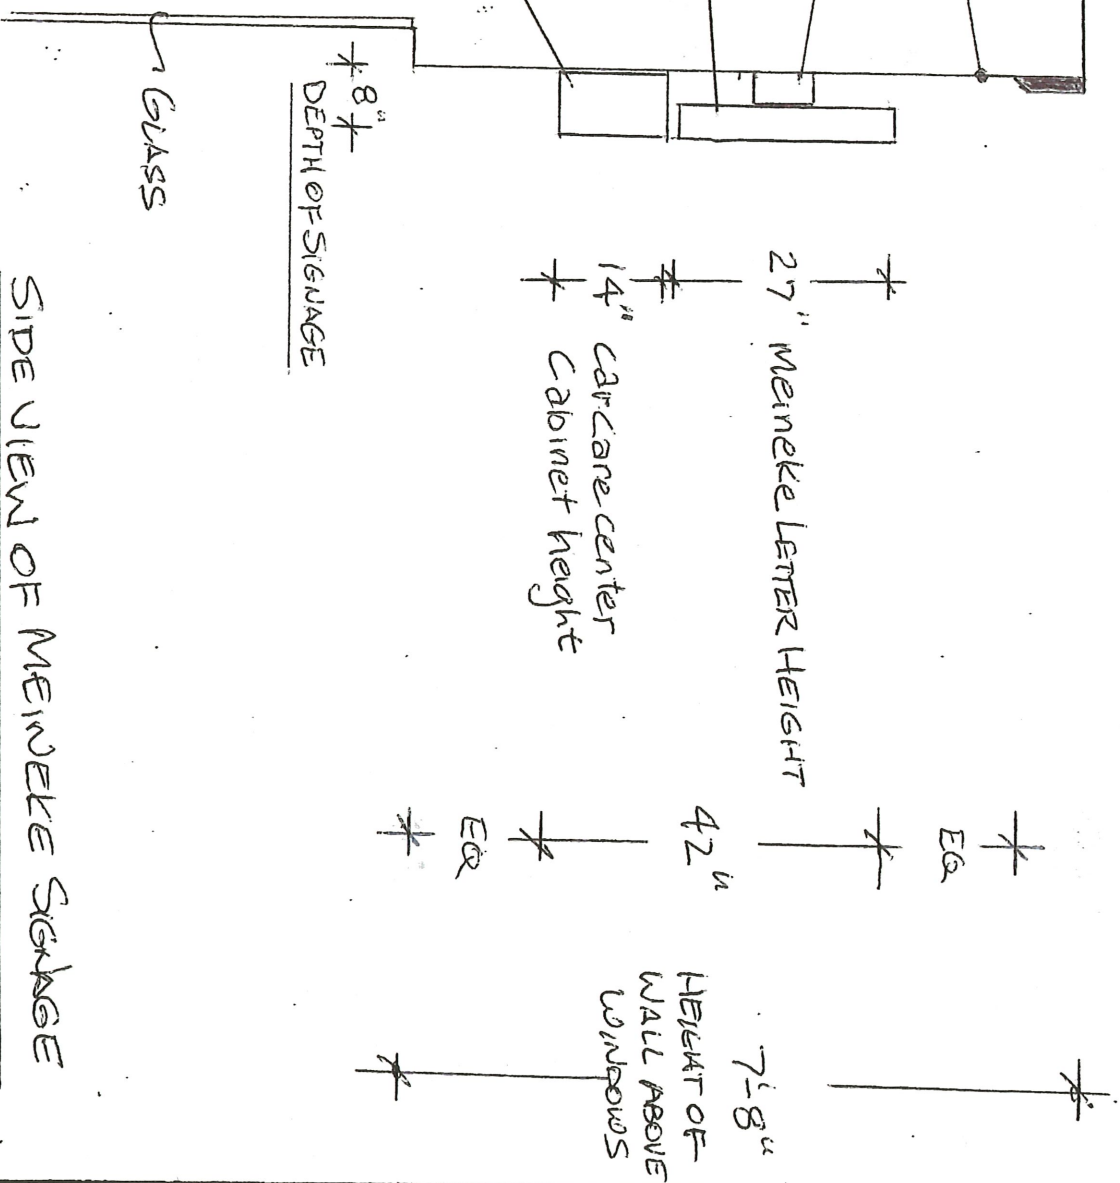 GLASS
8"
DEPTH OF SIGNAGE
27" Meineke LETTER HEIGHT
14" Car Care Center
Cabinet height
EQ
42"
EQ
7'-8"
HEIGHT OF
WALL ABOVE
WINDOWS
SIDE VIEW OF MEINEKE SIGNAGE